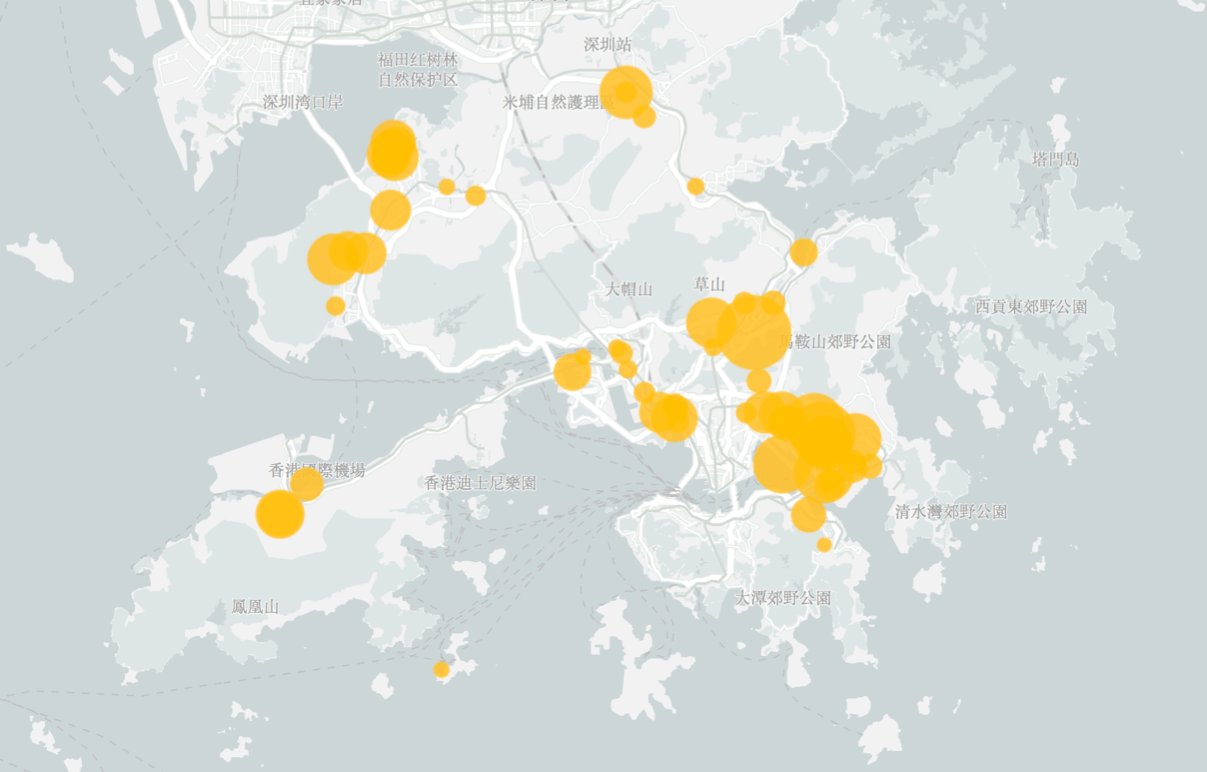 深圳站
福田红树林
自然保护区
深圳湾口岸
米埔自然護理
塔門島
大帽山
草山
西貢東郊野公園
馬鞍山郊野公園
香港國際機場
香港迪士尼樂園
清水灣郊野公園
大潭郊野公園
鳳凰山